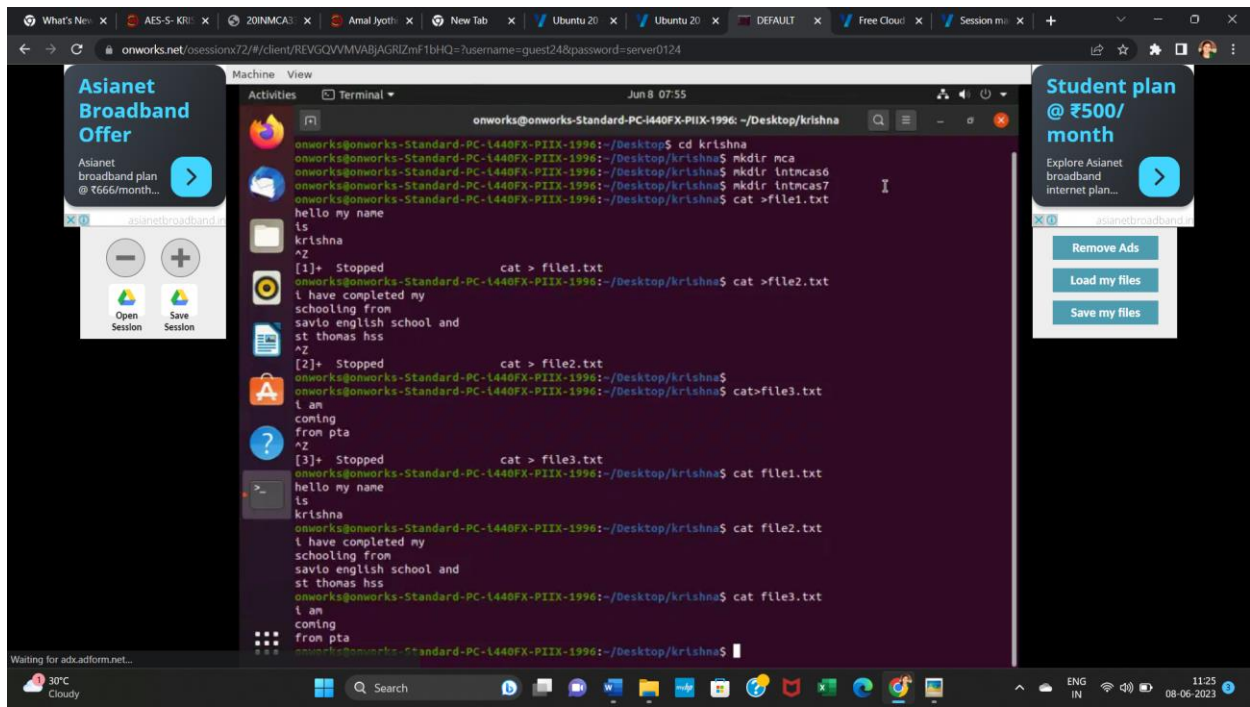 What's New
AES-S- KRI
20INMCA3
Amal Jyothi
New Tab
Ubuntu 20
Ubuntu 20
DEFAULT
Free Cloud
Session ma
onworks.net/osessionx72/#/client/REVGQVVMVABjAGRlZmF1bHQ=?username=guest24&password=server0124
Machine View
Activities
Terminal
Jun 8 07:55
onworks@onworks-Standard-PC-i440FX-PIIX-1996: ~/Desktop/krishna
Asianet
Broadband
Offer
Asianet
broadband plan
@ ₹666/month...
asianetbroadband.in
Open
Session
Save
Session
onworks@onworks-Standard-PC-i440FX-PIIX-1996:~/Desktop$ cd krishna
onworks@onworks-Standard-PC-i440FX-PIIX-1996:~/Desktop/krishna$ mkdir mca
onworks@onworks-Standard-PC-i440FX-PIIX-1996:~/Desktop/krishna$ mkdir intmcas6
onworks@onworks-Standard-PC-i440FX-PIIX-1996:~/Desktop/krishna$ mkdir intmcas7
onworks@onworks-Standard-PC-i440FX-PIIX-1996:~/Desktop/krishna$ cat >file1.txt
hello my name
is
krishna
^Z
[1]+ Stopped cat > file1.txt
onworks@onworks-Standard-PC-i440FX-PIIX-1996:~/Desktop/krishna$ cat >file2.txt
i have completed my
schooling from
savio english school and
st thomas hss
^Z
[2]+ Stopped cat > file2.txt
onworks@onworks-Standard-PC-i440FX-PIIX-1996:~/Desktop/krishna$
onworks@onworks-Standard-PC-i440FX-PIIX-1996:~/Desktop/krishna$ cat>file3.txt
i am
coming
from pta
^Z
[3]+ Stopped cat > file3.txt
onworks@onworks-Standard-PC-i440FX-PIIX-1996:~/Desktop/krishna$ cat file1.txt
hello my name
is
krishna
onworks@onworks-Standard-PC-i440FX-PIIX-1996:~/Desktop/krishna$ cat file2.txt
i have completed my
schooling from
savio english school and
st thomas hss
onworks@onworks-Standard-PC-i440FX-PIIX-1996:~/Desktop/krishna$ cat file3.txt
i am
coming
from pta
onworks@onworks-Standard-PC-i440FX-PIIX-1996:~/Desktop/krishna$
Student plan
@ ₹500/
month
Explore Asianet
broadband
internet plan...
asianetbroadband.in
Remove Ads
Load my files
Save my files
Waiting for adx.adform.net...
1
30°C
Cloudy
Search
ENG
IN
11:25
08-06-2023
3